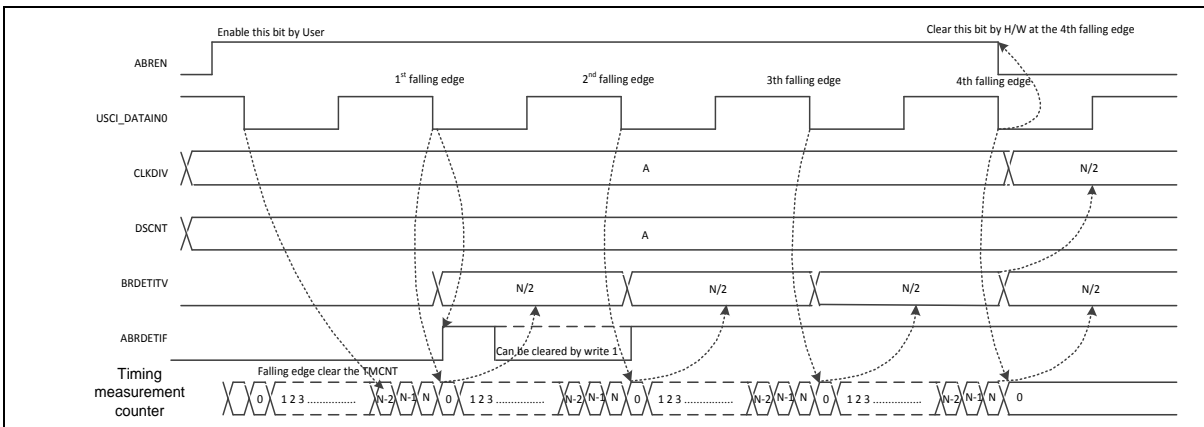 Enable this bit by User
Clear this bit by H/W at the 4th falling edge
ABREN
1st falling edge
2nd falling edge
3th falling edge
4th falling edge
USCI_DATAIN0
CLKDIV
A
N/2
DSCNT
A
BRDETITV
N/2
N/2
N/2
N/2
ABRDETIF
Can be cleared by write 1
Falling edge clear the TMCNT
Timing
measurement
counter
0 1 2 3 ................ N-2 N-1 N 0 1 2 3 ................ N-2 N-1 N 0 1 2 3 ................ N-2 N-1 N 0 1 2 3 ................ N-2 N-1 N 0